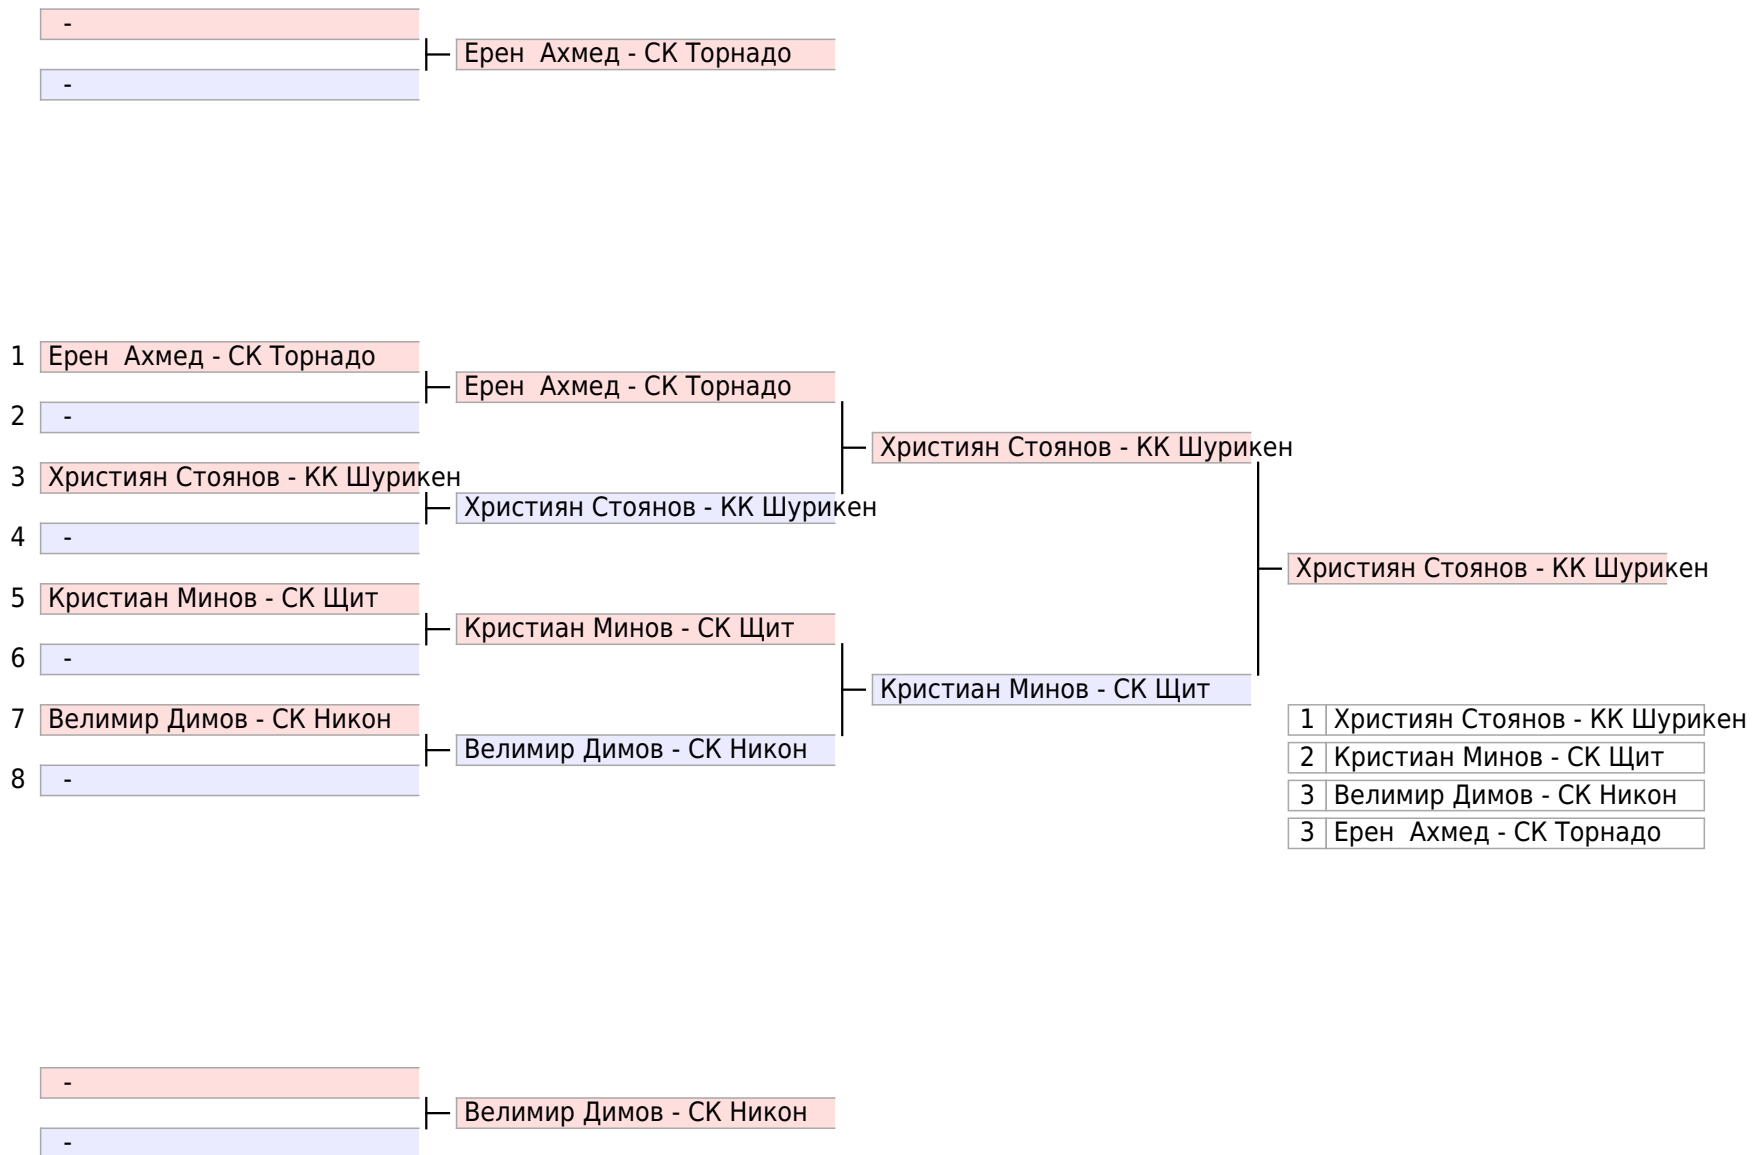 -
Ерен  Ахмед - СК Торнадо
-
1 Ерен  Ахмед - СК Торнадо
Ерен  Ахмед - СК Торнадо
2 -
Християн Стоянов - КК Шурикен
3 Християн Стоянов - КК Шурикен
Християн Стоянов - КК Шурикен
4 -
Християн Стоянов - КК Шурикен
5 Кристиан Минов - СК Щит
Кристиан Минов - СК Щит
6 -
Кристиан Минов - СК Щит
7 Велимир Димов - СК Никон
Велимир Димов - СК Никон
8 -
1 Християн Стоянов - КК Шурикен
2 Кристиан Минов - СК Щит
3 Велимир Димов - СК Никон
3 Ерен  Ахмед - СК Торнадо
-
Велимир Димов - СК Никон
-